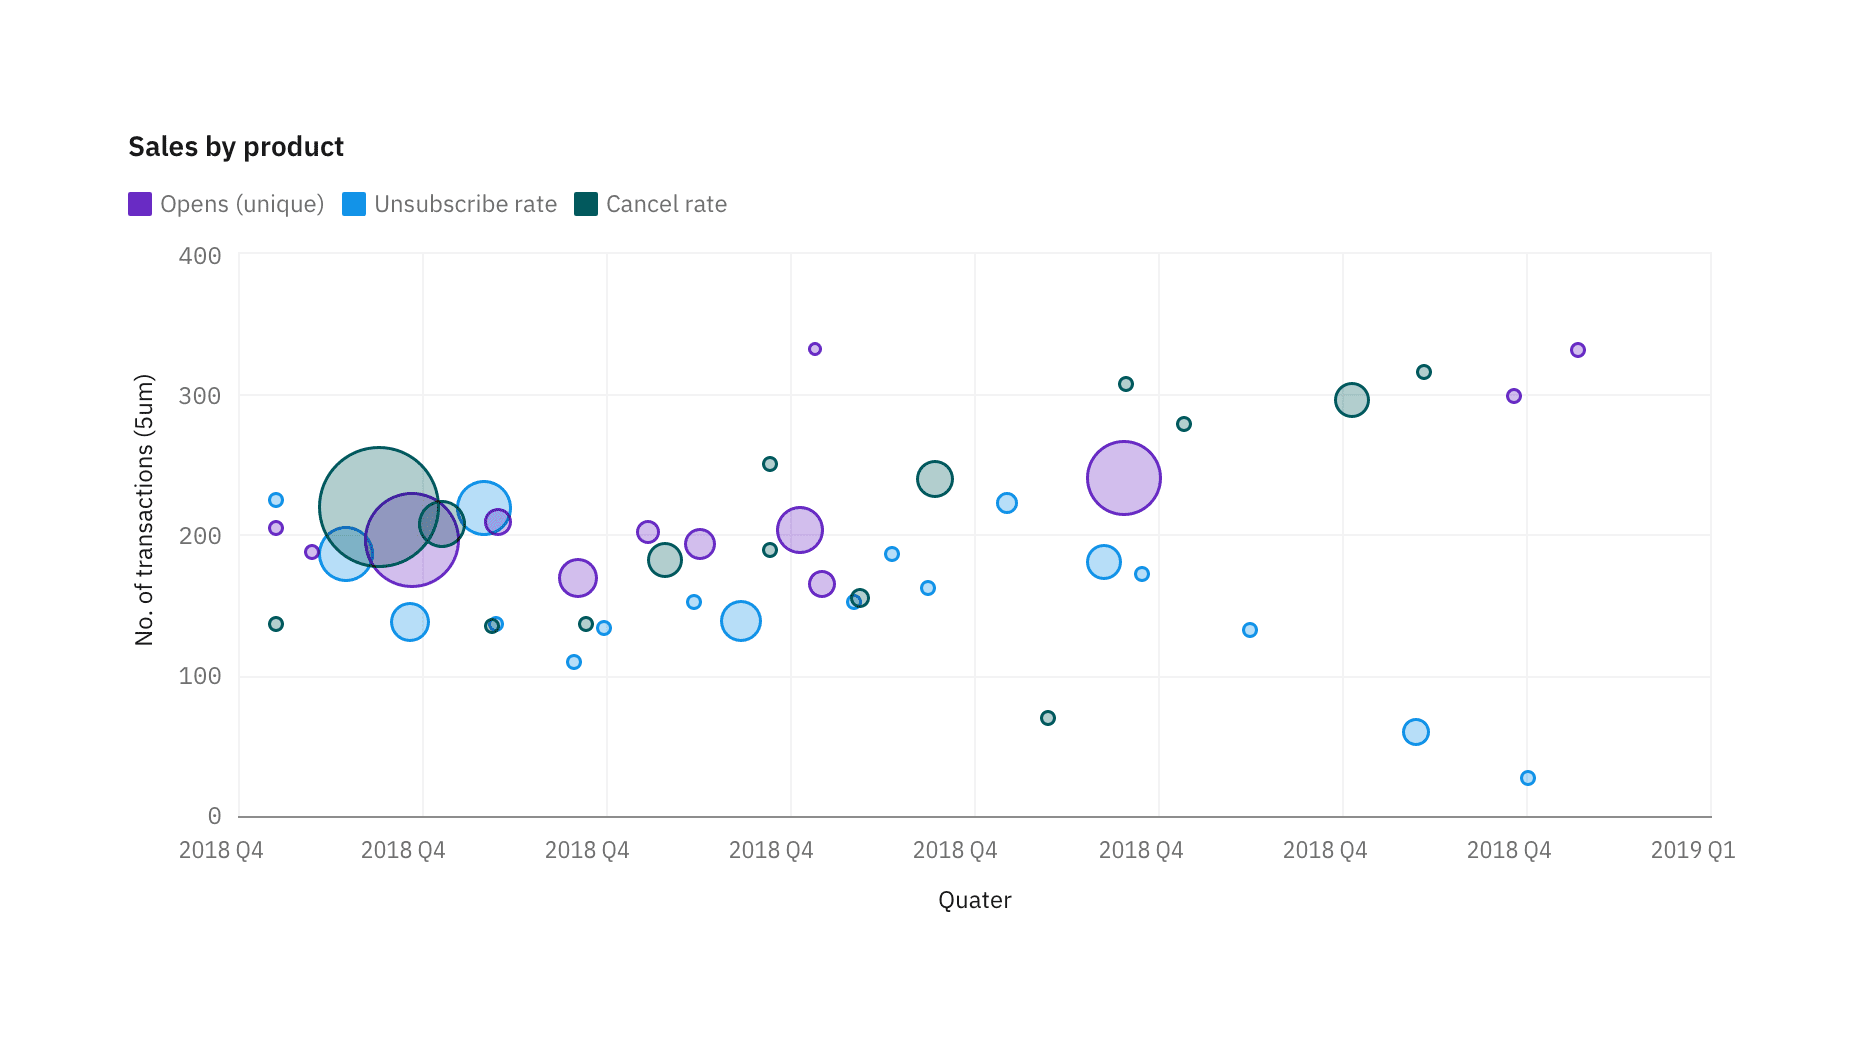 Sales by product
Opens (unique) Unsubscribe rate Cancel rate
400
300
200
100
0
No. of transactions (5um)
2018 Q4 2018 Q4 2018 Q4 2018 Q4 2018 Q4 2018 Q4 2018 Q4 2018 Q4 2019 Q1
Quater